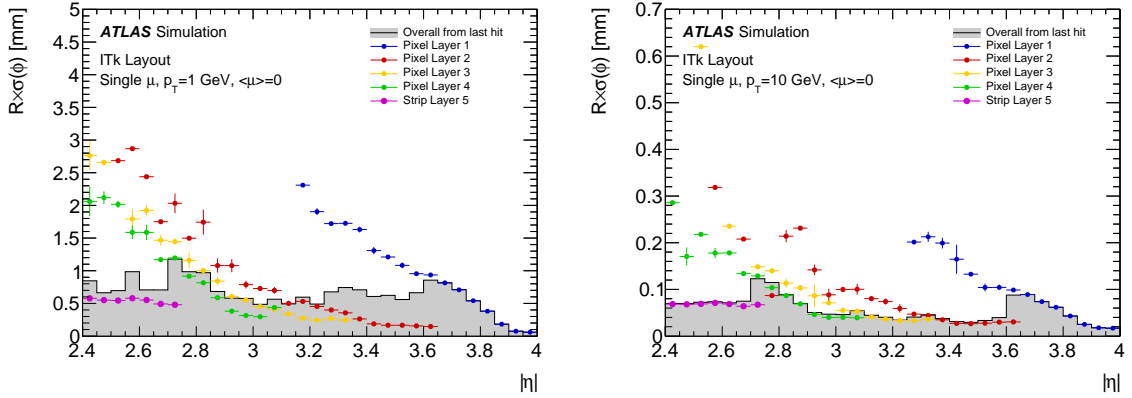 R×σ(φ) [mm]
5
4.5
4
3.5
3
2.5
2
1.5
1
0.5
0
ATLAS Simulation
ITk Layout
Single μ, pT=1 GeV, <μ>=0
Overall from last hit
Pixel Layer 1
Pixel Layer 2
Pixel Layer 3
Pixel Layer 4
Strip Layer 5
2.4 2.6 2.8 3 3.2 3.4 3.6 3.8 4
|η|
R×σ(φ) [mm]
0.7
0.6
0.5
0.4
0.3
0.2
0.1
0
ATLAS Simulation
ITk Layout
Single μ, pT=10 GeV, <μ>=0
Overall from last hit
Pixel Layer 1
Pixel Layer 2
Pixel Layer 3
Pixel Layer 4
Strip Layer 5
2.4 2.6 2.8 3 3.2 3.4 3.6 3.8 4
|η|